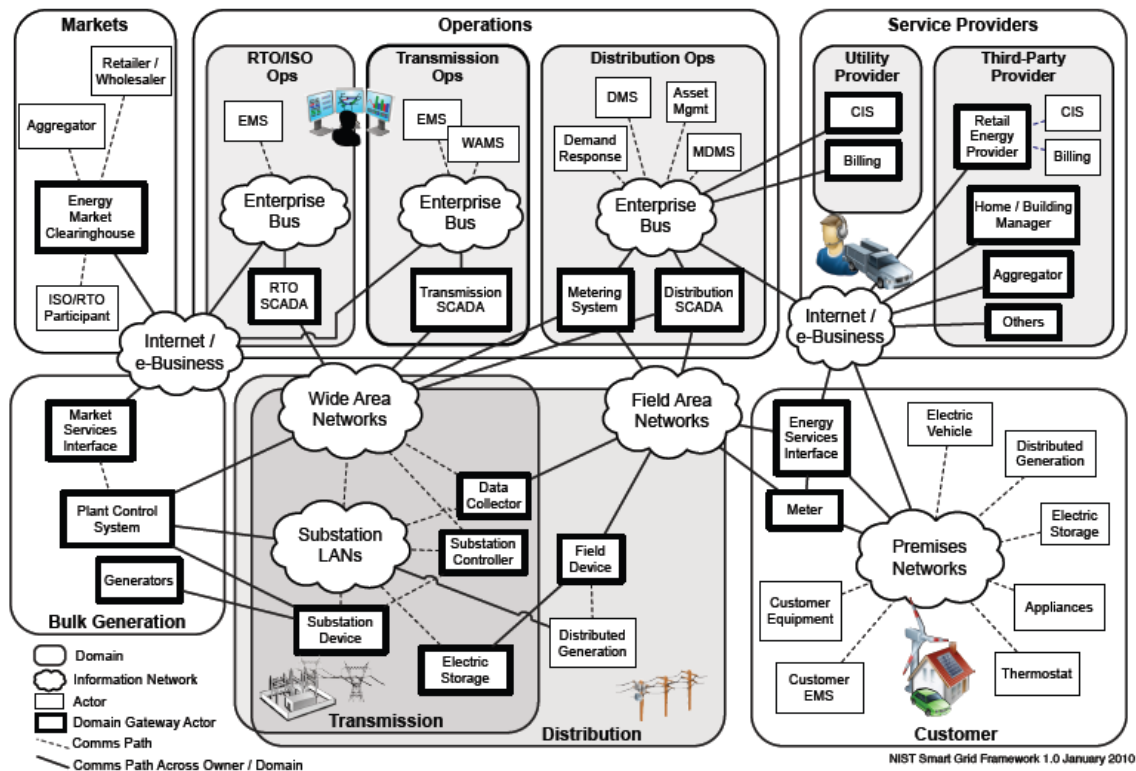 Markets
Retailer /
Wholesaler
Aggregator
Energy
Market
Clearinghouse
ISO/RTO
Participant
Operations
RTO/ISO
Ops
EMS
Enterprise
Bus
RTO
SCADA
Transmission
Ops
EMS
WAMS
Enterprise
Bus
Transmission
SCADA
Distribution Ops
DMS
Asset
Mgmt
Demand
Response
MDMS
Enterprise
Bus
Metering
System
Distribution
SCADA
Service Providers
Utility
Provider
CIS
Billing
Third-Party
Provider
Retail
Energy
Provider
CIS
Billing
Home / Building
Manager
Aggregator
Others
Internet /
e-Business
Internet /
e-Business
Market
Services
Interface
Plant Control
System
Generators
Bulk Generation
Wide Area
Networks
Substation
LANs
Data
Collector
Substation
Controller
Substation
Device
Electric
Storage
Transmission
Field Area
Networks
Field
Device
Distributed
Generation
Distribution
Energy
Services
Interface
Meter
Electric
Vehicle
Distributed
Generation
Electric
Storage
Premises
Networks
Appliances
Customer
Equipment
Thermostat
Customer
EMS
Customer
Domain
Information Network
Actor
Domain Gateway Actor
Comms Path
Comms Path Across Owner / Domain
NIST Smart Grid Framework 1.0 January 2010